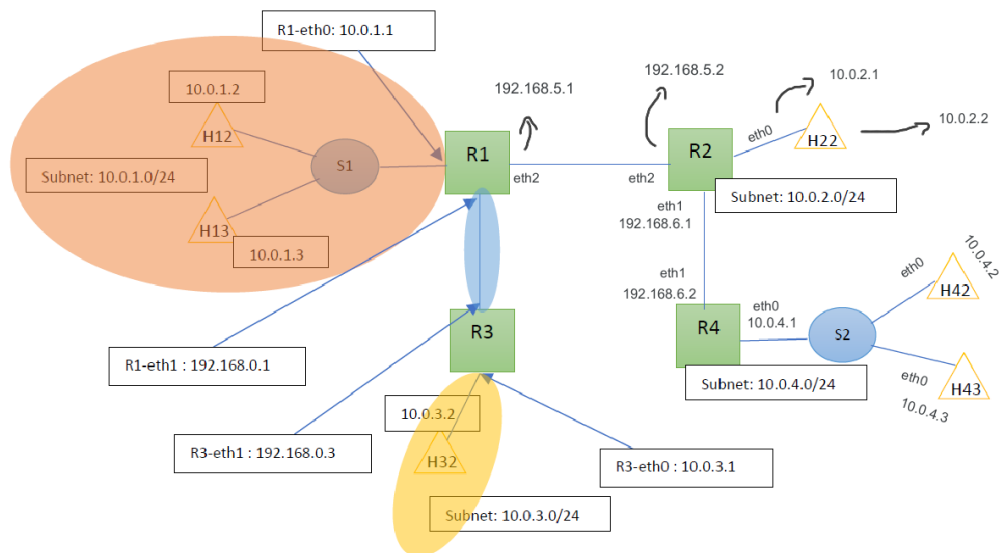 R1-eth0: 10.0.1.1
192.168.5.1
192.168.5.2
10.0.2.1
10.0.2.2
10.0.1.2
H12
Subnet: 10.0.1.0/24
S1
R1
eth2
R2
eth2
eth0
H22
Subnet: 10.0.2.0/24
H13
10.0.1.3
eth1
192.168.6.1
eth1
192.168.6.2
R3
R4
eth0
10.0.4.1
S2
eth0
10.0.4.2
H42
Subnet: 10.0.4.0/24
eth0
10.0.4.3
H43
R1-eth1 : 192.168.0.1
10.0.3.2
R3-eth1 : 192.168.0.3
H32
R3-eth0 : 10.0.3.1
Subnet: 10.0.3.0/24